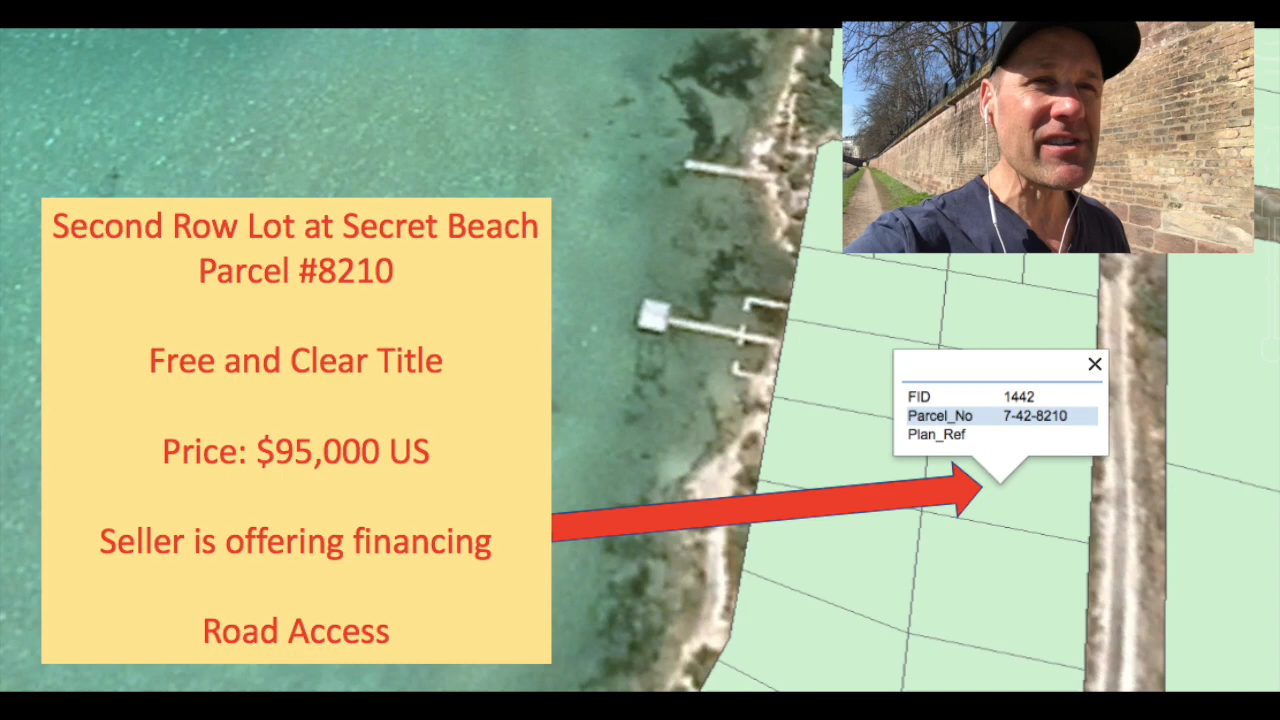 Second Row Lot at Secret Beach
Parcel #8210
Free and Clear Title
Price: $95,000 US
Seller is offering financing
Road Access
FID 1442
Parcel_No 7-42-8210
Plan_Ref